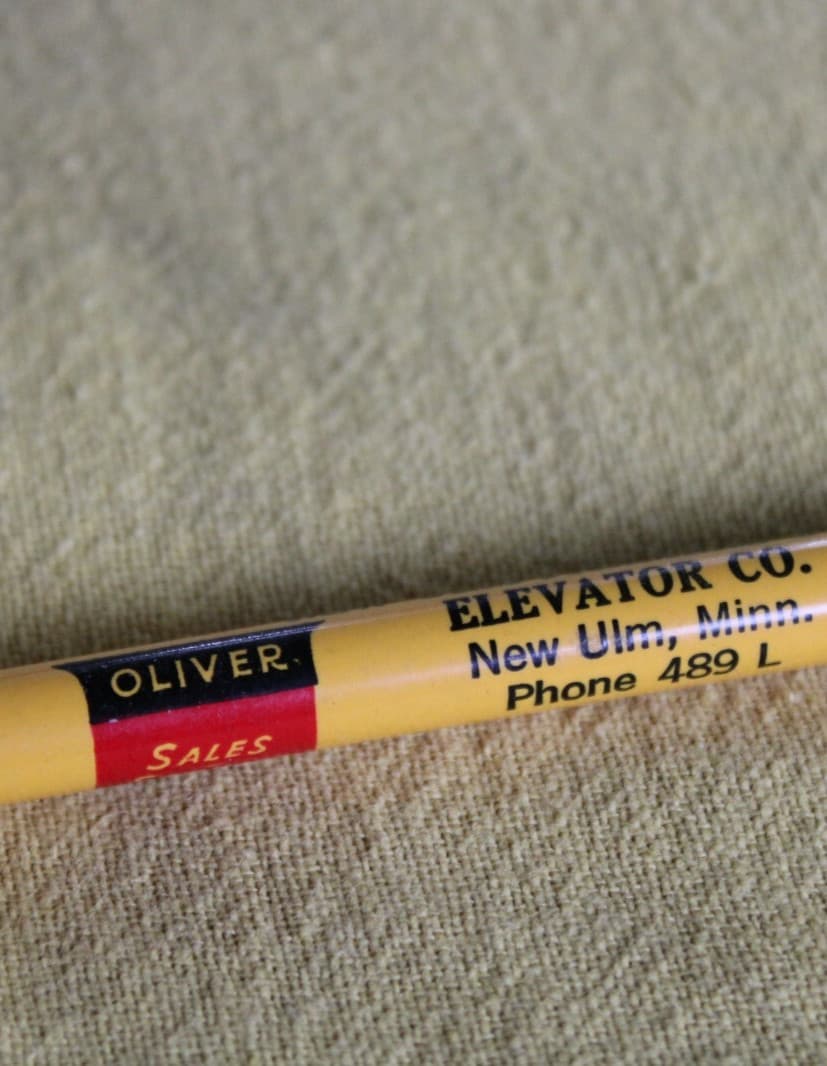 OLIVER
SALES
ELEVATOR CO.
New Ulm, Minn.
Phone 489 L